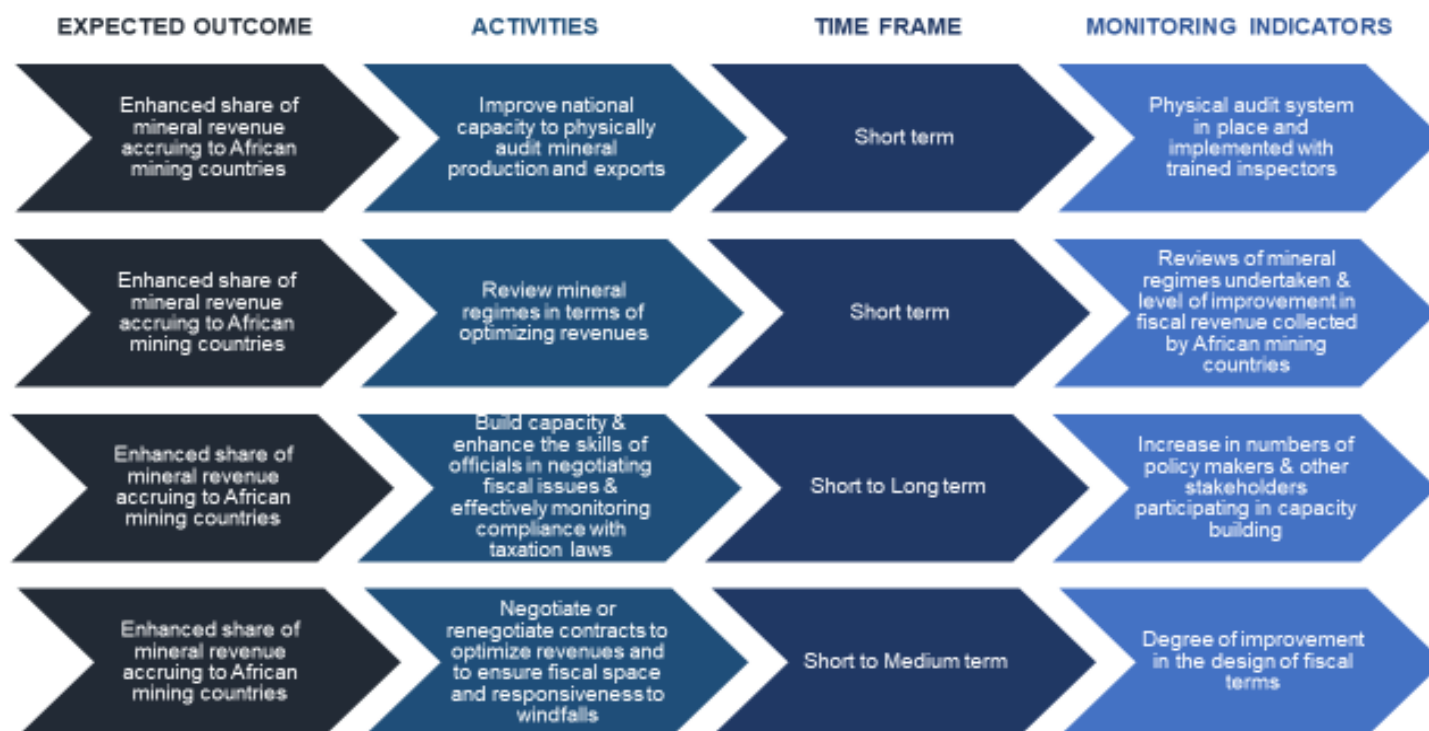 EXPECTED OUTCOME
ACTIVITIES
TIME FRAME
MONITORING INDICATORS
Enhanced share of
mineral revenue
accruing to African
mining countries
Improve national
capacity to physically
audit mineral
production and exports
Short term
Physical audit system
in place and
implemented with
trained inspectors
Enhanced share of
mineral revenue
accruing to African
mining countries
Review mineral
regimes in terms of
optimizing revenues
Short term
Reviews of mineral
regimes undertaken &
level of improvement in
fiscal revenue collected
by African mining
countries
Enhanced share of
mineral revenue
accruing to African
mining countries
Build capacity &
enhance the skills of
officials in negotiating
fiscal issues &
effectively monitoring
compliance with
taxation laws
Short to Long term
Increase in numbers of
policy makers & other
stakeholders
participating in capacity
building
Enhanced share of
mineral revenue
accruing to African
mining countries
Negotiate or
renegotiate contracts to
optimize revenues and
to ensure fiscal space
and responsiveness to
windfalls
Short to Medium term
Degree of improvement
in the design of fiscal
terms